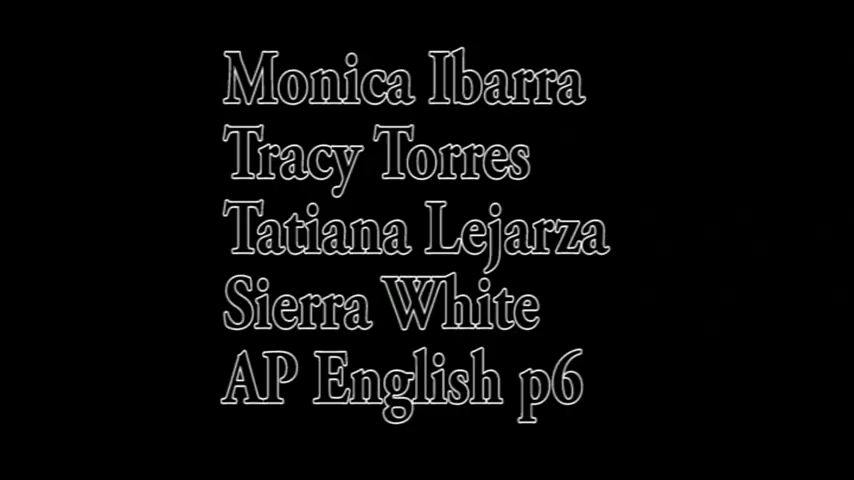 Monica Ibarra
Tracy Torres
Tatiana Lejarza
Sierra White
AP English p6